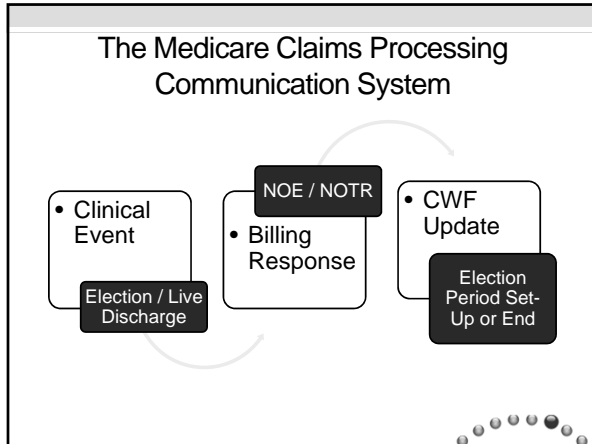 The Medicare Claims Processing
Communication System
• Clinical
Event
Election / Live
Discharge
NOE / NOTR
• Billing
Response
• CWF
Update
Election
Period Set-
Up or End